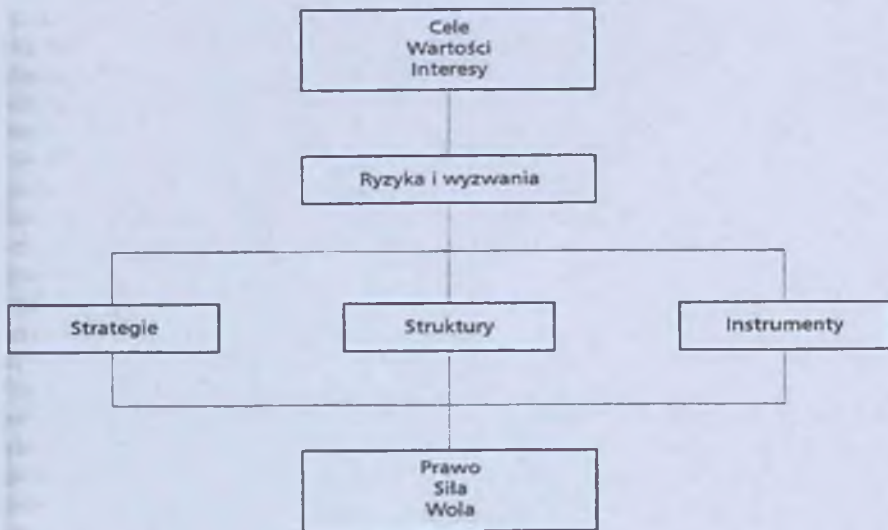 Cele
Wartości
Interesy
Ryzyka i wyzwania
Strategie
Struktury
Instrumenty
Prawo
Siła
Wola